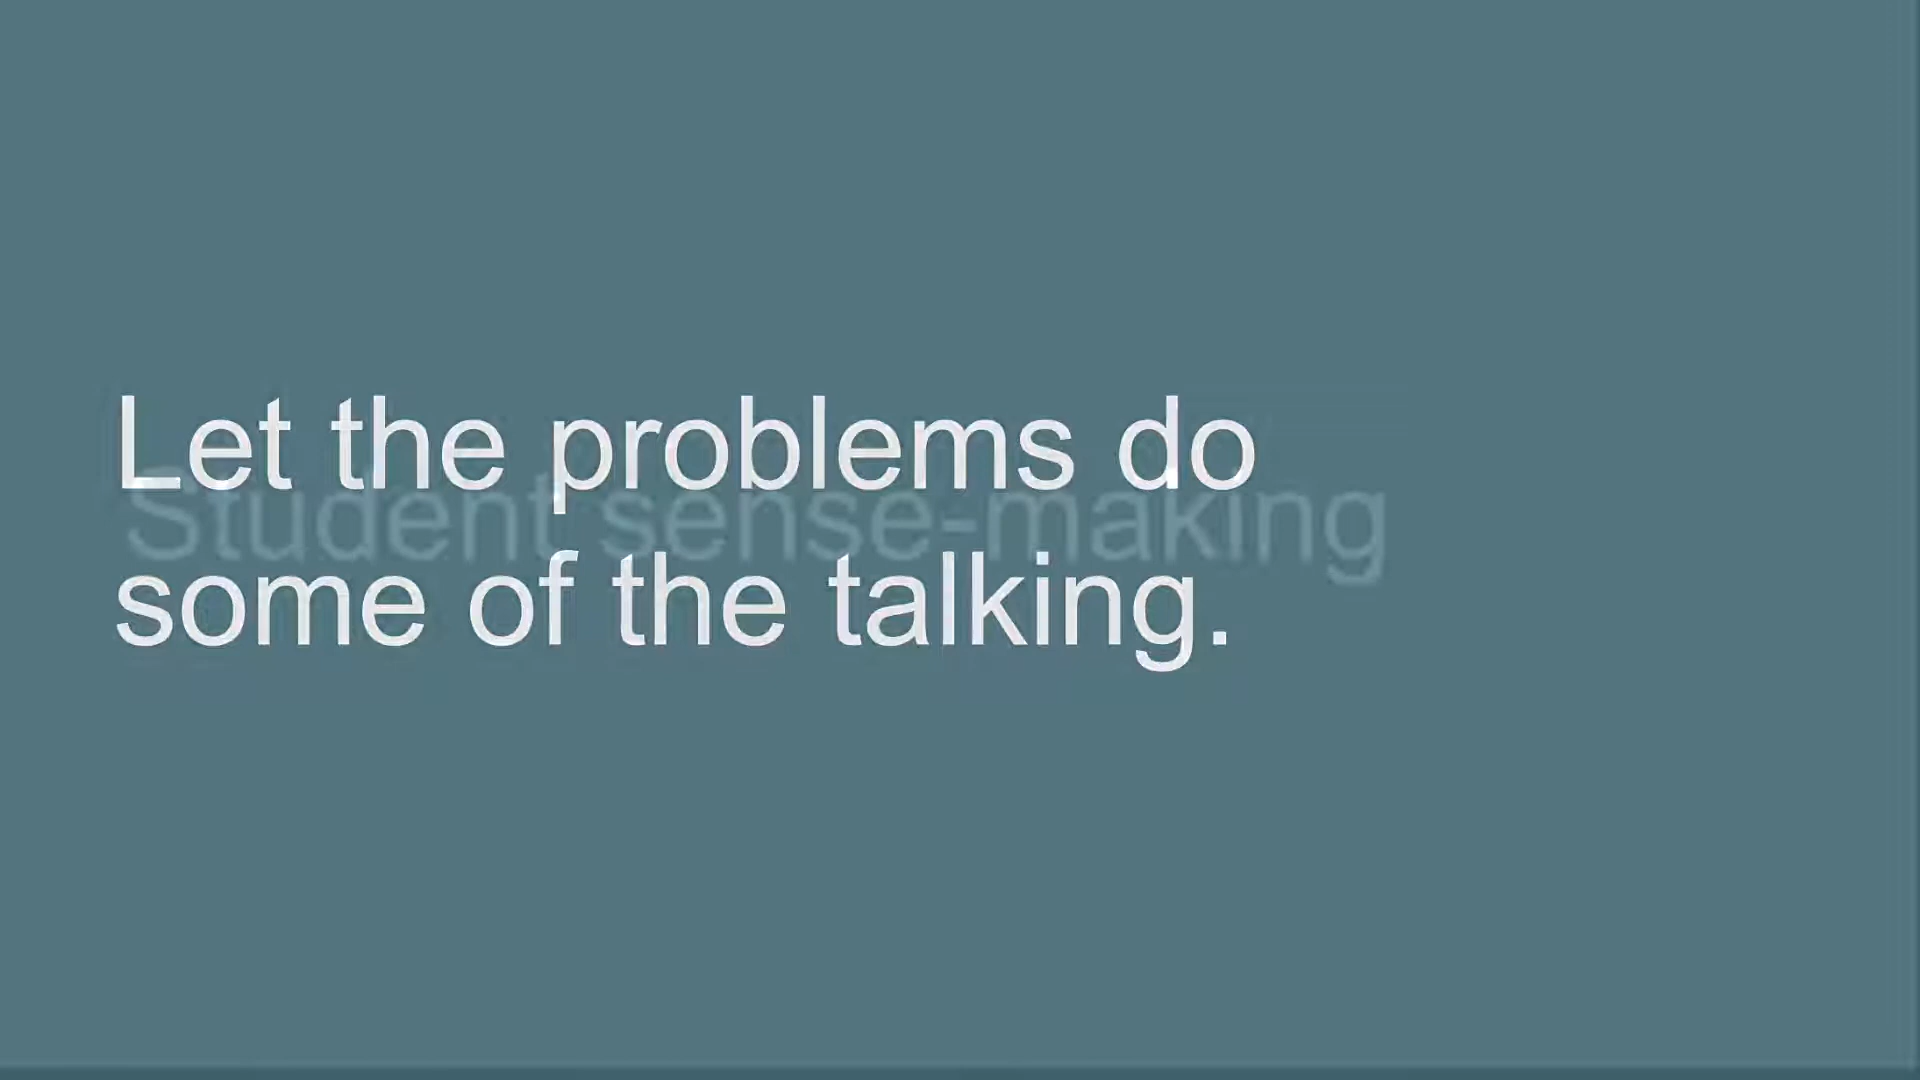 Let the problems do
Student sense-making
some of the talking.